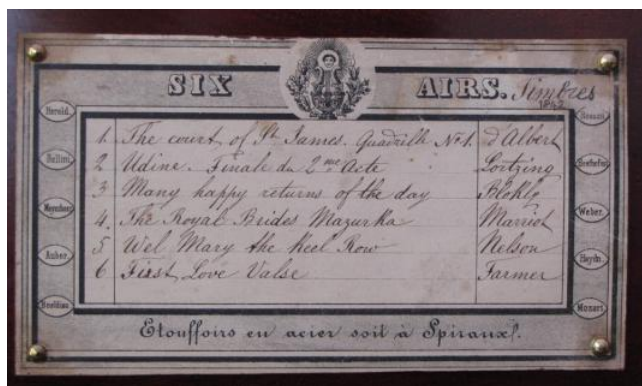 SIX AIRS. Timbres
1842
Herold.
Bellini.
Meyerbeer
Auber.
Boieldieu
1 The court of St James. Quadrille No 1. d'Albert
2 Udine. Finale du 2me Acte Lortzing
3 Many happy returns of the day Blokly
4. The Royal Brides Mazurka Marriot
5 Wel Mary the Keel Row Nelson
6 First Love Valse Farmer
Rossini.
Beethoven
Weber.
Haydn.
Mozart.
Etouffoirs en acier soit à Spiraux.